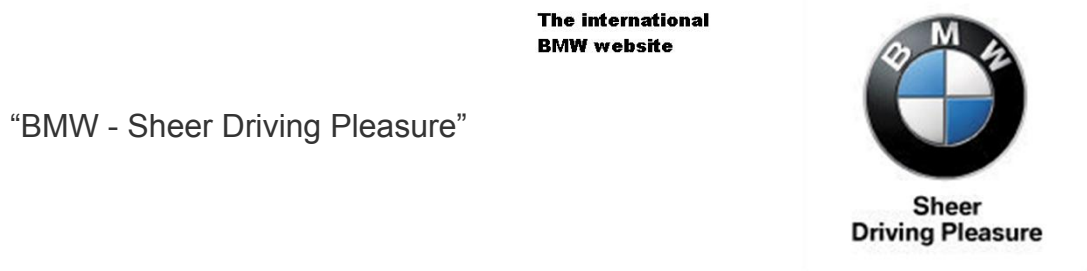 The international
BMW website
“BMW - Sheer Driving Pleasure”
BMW
Sheer
Driving Pleasure